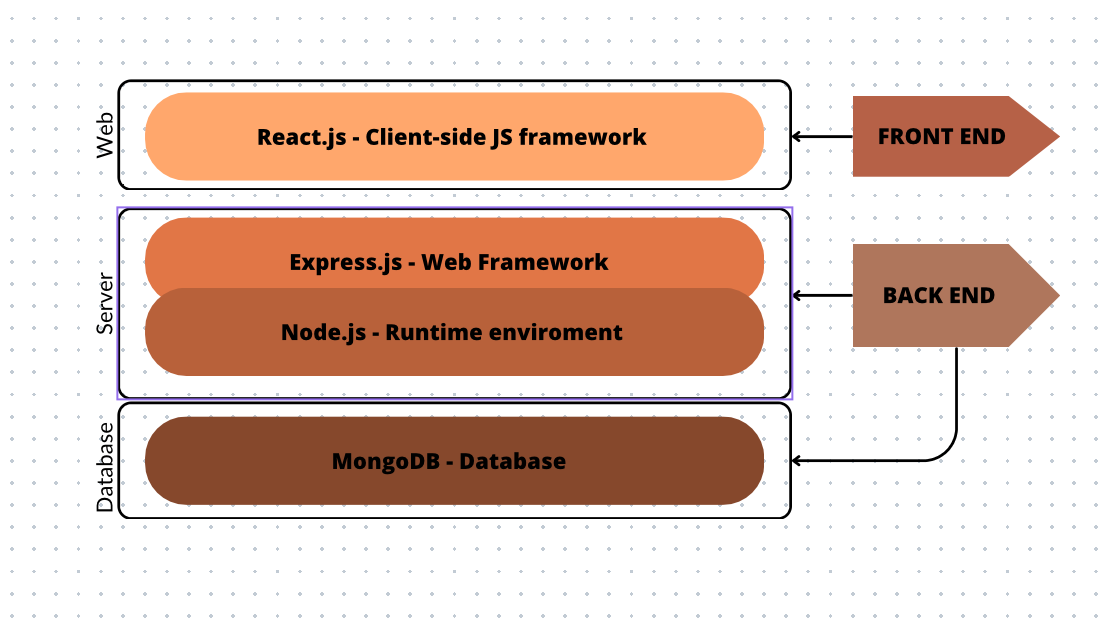 Web
React.js - Client-side JS framework
FRONT END
Server
Express.js - Web Framework
Node.js - Runtime enviroment
BACK END
Database
MongoDB - Database